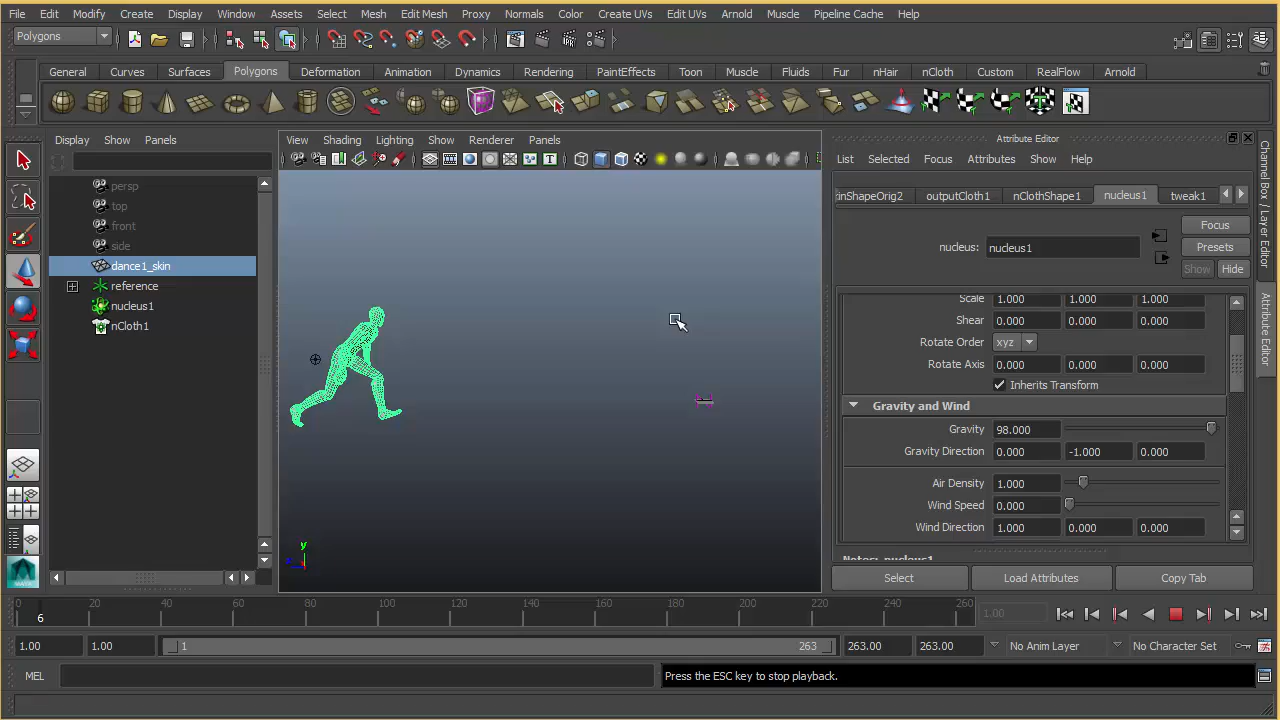 File Edit Modify Create Display Window Assets Select Mesh Edit Mesh Proxy Normals Color Create UVs Edit UVs Arnold Muscle Pipeline Cache Help
Polygons
General Curves Surfaces Polygons Deformation Animation Dynamics Rendering PaintEffects Toon Muscle Fluids Fur nHair nCloth Custom RealFlow Arnold
Display Show Panels
View Shading Lighting Show Renderer Panels
Attribute Editor
List Selected Focus Attributes Show Help
persp
top
front
side
dance1_skin
reference
nucleus1
nCloth1
inShapeOrig2 outputCloth1 nClothShape1 nucleus1 tweak1
nucleus: nucleus1
Focus
Presets
Show Hide
Scale 1.000 1.000 1.000
Shear 0.000 0.000 0.000
Rotate Order xyz
Rotate Axis 0.000 0.000 0.000
Inherits Transform
Gravity and Wind
Gravity 98.000
Gravity Direction 0.000 -1.000 0.000
Air Density 1.000
Wind Speed 0.000
Wind Direction 1.000 0.000 0.000
Notes: nucleus1
Select Load Attributes Copy Tab
Channel Box / Layer Editor
Attribute Editor
y
0 20 40 60 80 100 120 140 160 180 200 220 240 260
6
1.00
1.00 1.00 1 263 263.00 263.00 No Anim Layer No Character Set
MEL
Press the ESC key to stop playback.